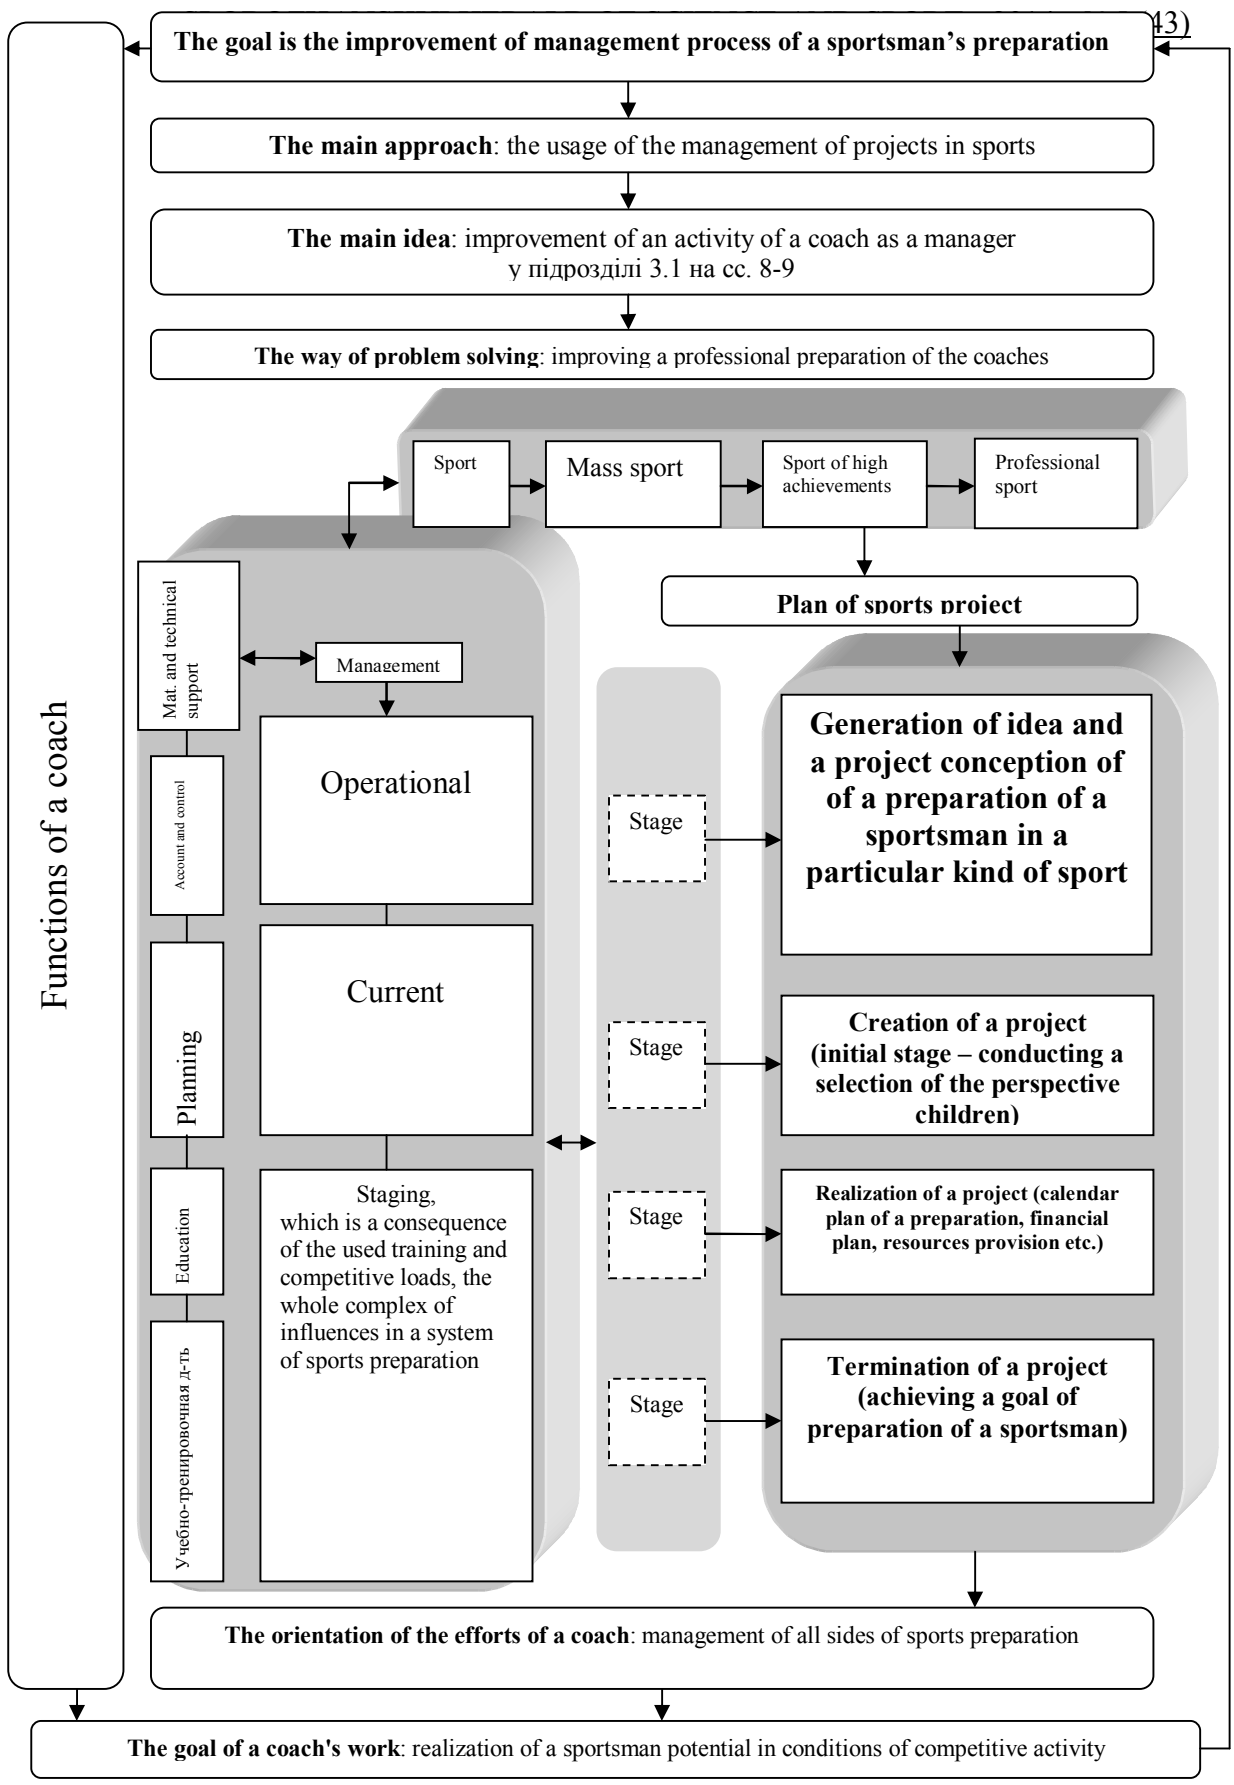 43)
The goal is the improvement of management process of a sportsman's preparation
The main approach: the usage of the management of projects in sports
The main idea: improvement of an activity of a coach as a manager
у підрозділі 3.1 на сс. 8-9
The way of problem solving: improving a professional preparation of the coaches
Sport
Mass sport
Sport of high
achievements
Professional
sport
Plan of sports project
Functions of a coach
Mat. and technical
support
Management
Account and control
Planning
Education
Учебно-тренировочная д-ть
Operational
Current
Staging,
which is a consequence
of the used training and
competitive loads, the
whole complex of
influences in a system
of sports preparation
Stage
Generation of idea and
a project conception of
of a preparation of a
sportsman in a
particular kind of sport
Stage
Creation of a project
(initial stage – conducting a
selection of the perspective
children)
Stage
Realization of a project (calendar
plan of a preparation, financial
plan, resources provision etc.)
Stage
Termination of a project
(achieving a goal of
preparation of a sportsman)
The orientation of the efforts of a coach: management of all sides of sports preparation
The goal of a coach's work: realization of a sportsman potential in conditions of competitive activity